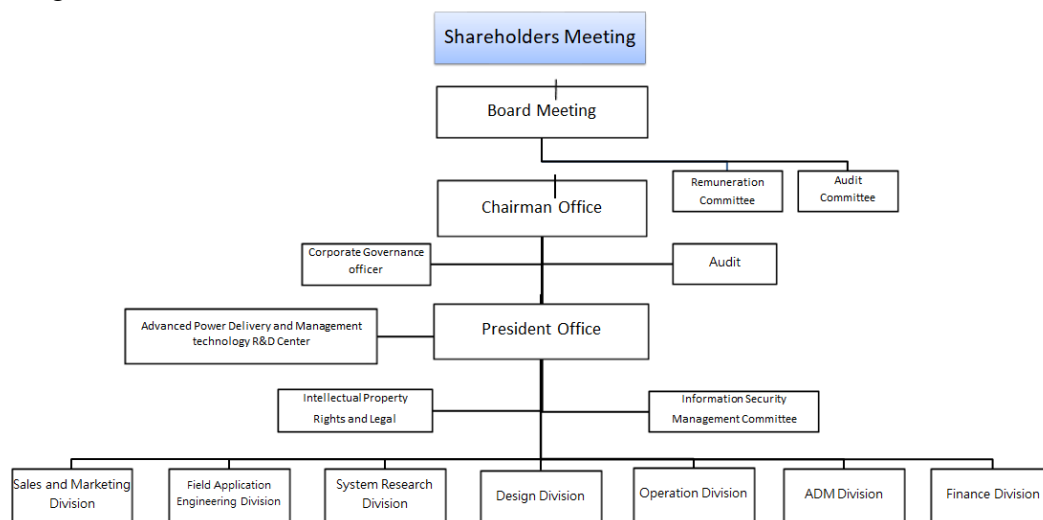 Shareholders Meeting
Board Meeting
Remuneration
Committee
Audit
Committee
Chairman Office
Corporate Governance
officer
Audit
President Office
Advanced Power Delivery and Management
technology R&D Center
Intellectual Property
Rights and Legal
Information Security
Management Committee
Sales and Marketing
Division
Field Application
Engineering Division
System Research
Division
Design Division
Operation Division
ADM Division
Finance Division